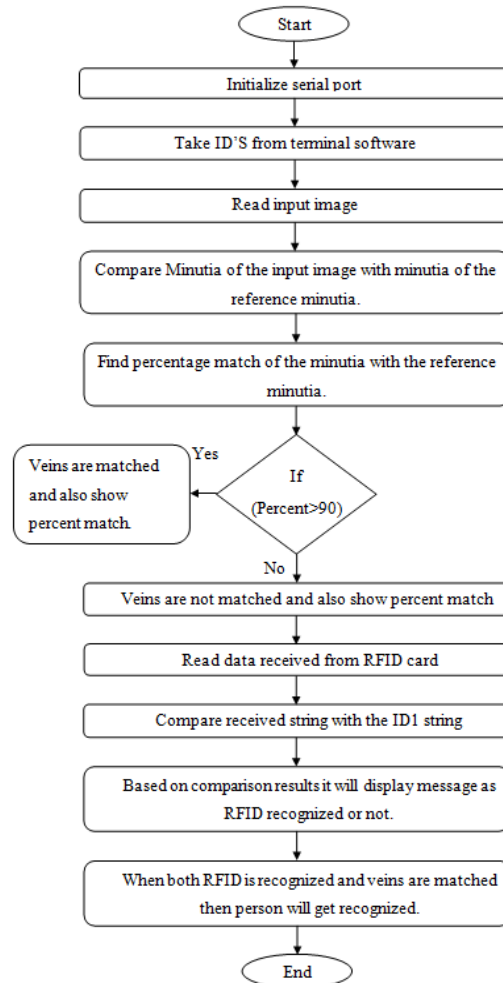 Start
Initialize serial port
Take ID'S from terminal software
Read input image
Compare Minutia of the input image with minutia of the
reference minutia.
Find percentage match of the minutia with the reference
minutia.
Yes
Veins are matched
and also show
percent match.
If
(Percent>90)
No
Veins are not matched and also show percent match
Read data received from RFID card
Compare received string with the ID1 string
Based on comparison results it will display message as
RFID recognized or not.
When both RFID is recognized and veins are matched
then person will get recognized.
End